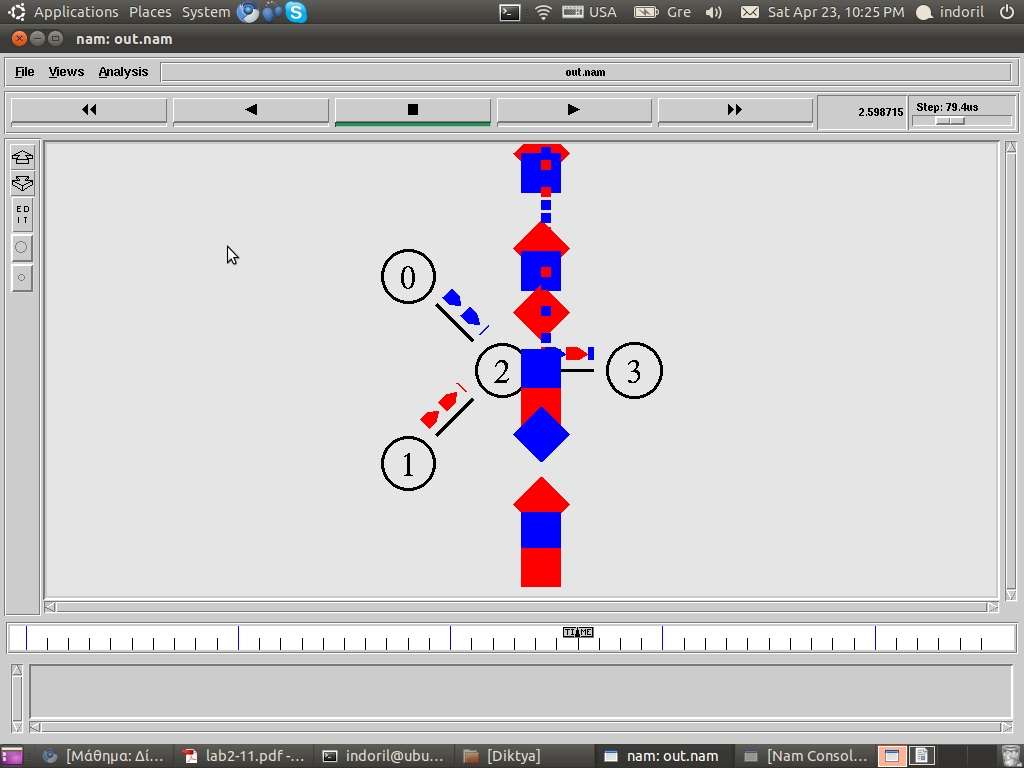 Applications Places System USA Gre Sat Apr 23, 10:25 PM indoril
nam: out.nam
File Views Analysis out.nam
2.598715 Step: 79.4us
E D
I T
0
2 3
1
TIME
[Μάθημα: Δί... lab2-11.pdf -... indoril@ubu... [Diktya] nam: out.nam [Nam Consol...